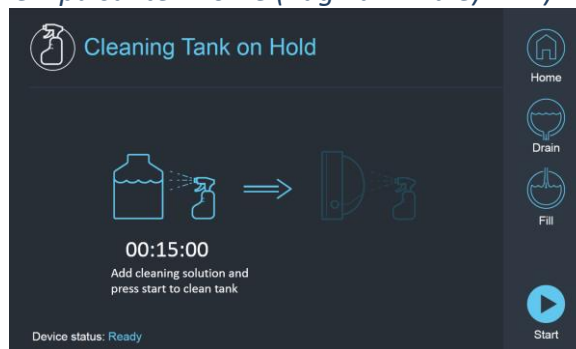 Cleaning Tank on Hold
Home
Drain
Fill
00:15:00
Add cleaning solution and
press start to clean tank
Device status: Ready
Start